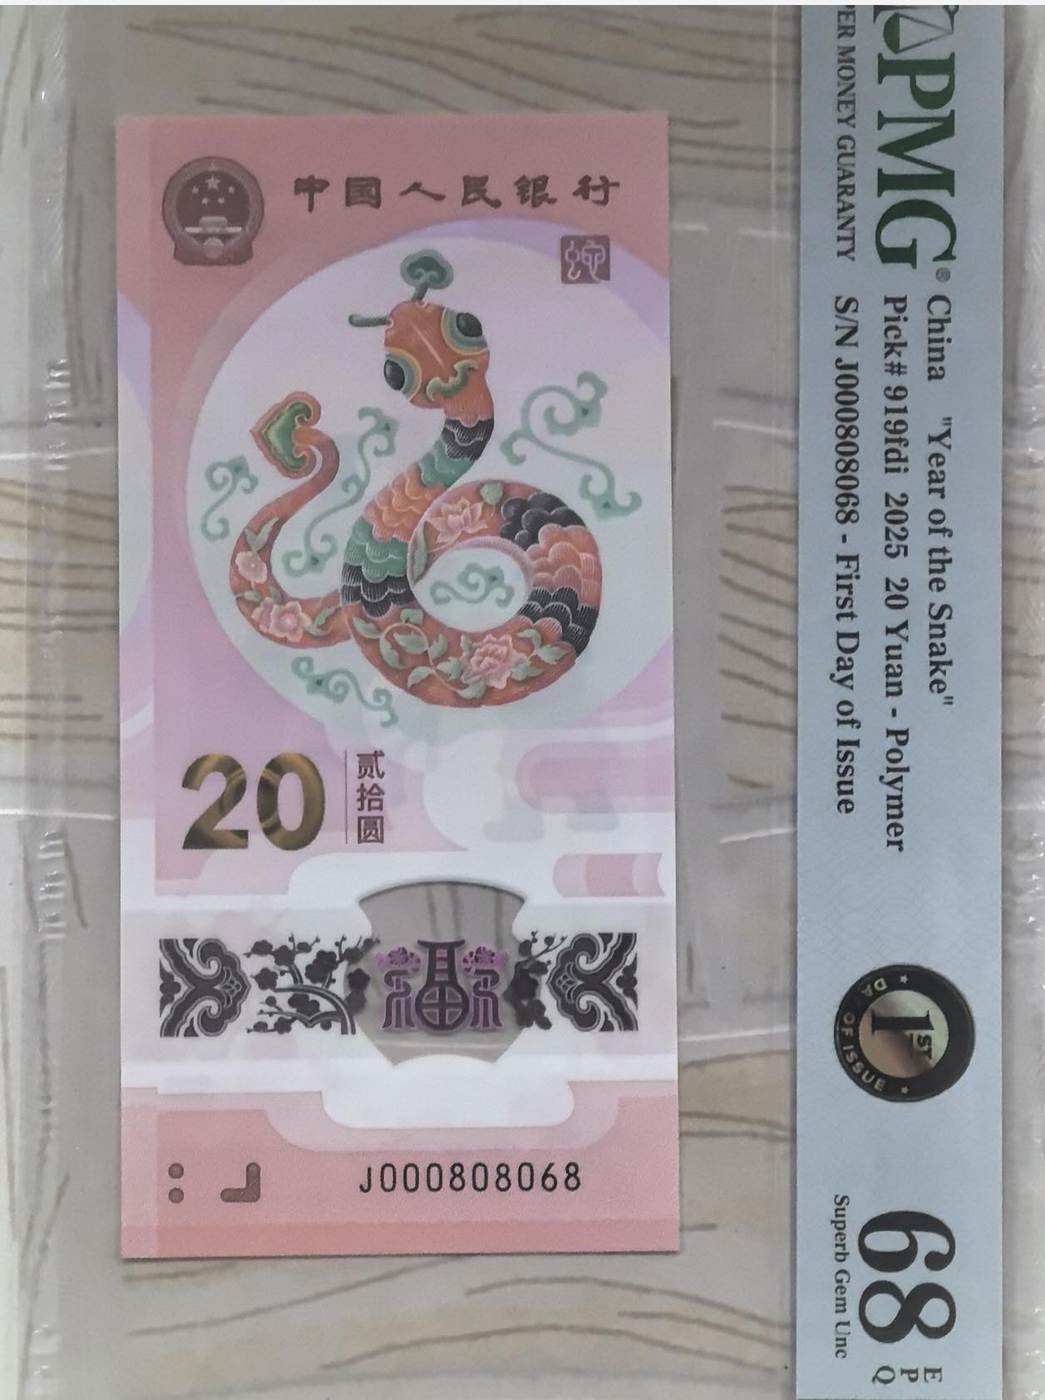 中国人民银行
蛇
20
贰拾圆
福
J000808068
PMG®
PER MONEY GUARANTY
China "Year of the Snake"
Pick# 919fdi 2025 20 Yuan - Polymer
S/N J000808068 - First Day of Issue
1ST
DA OF ISSUE
68 EPQ
Superb Gem Unc